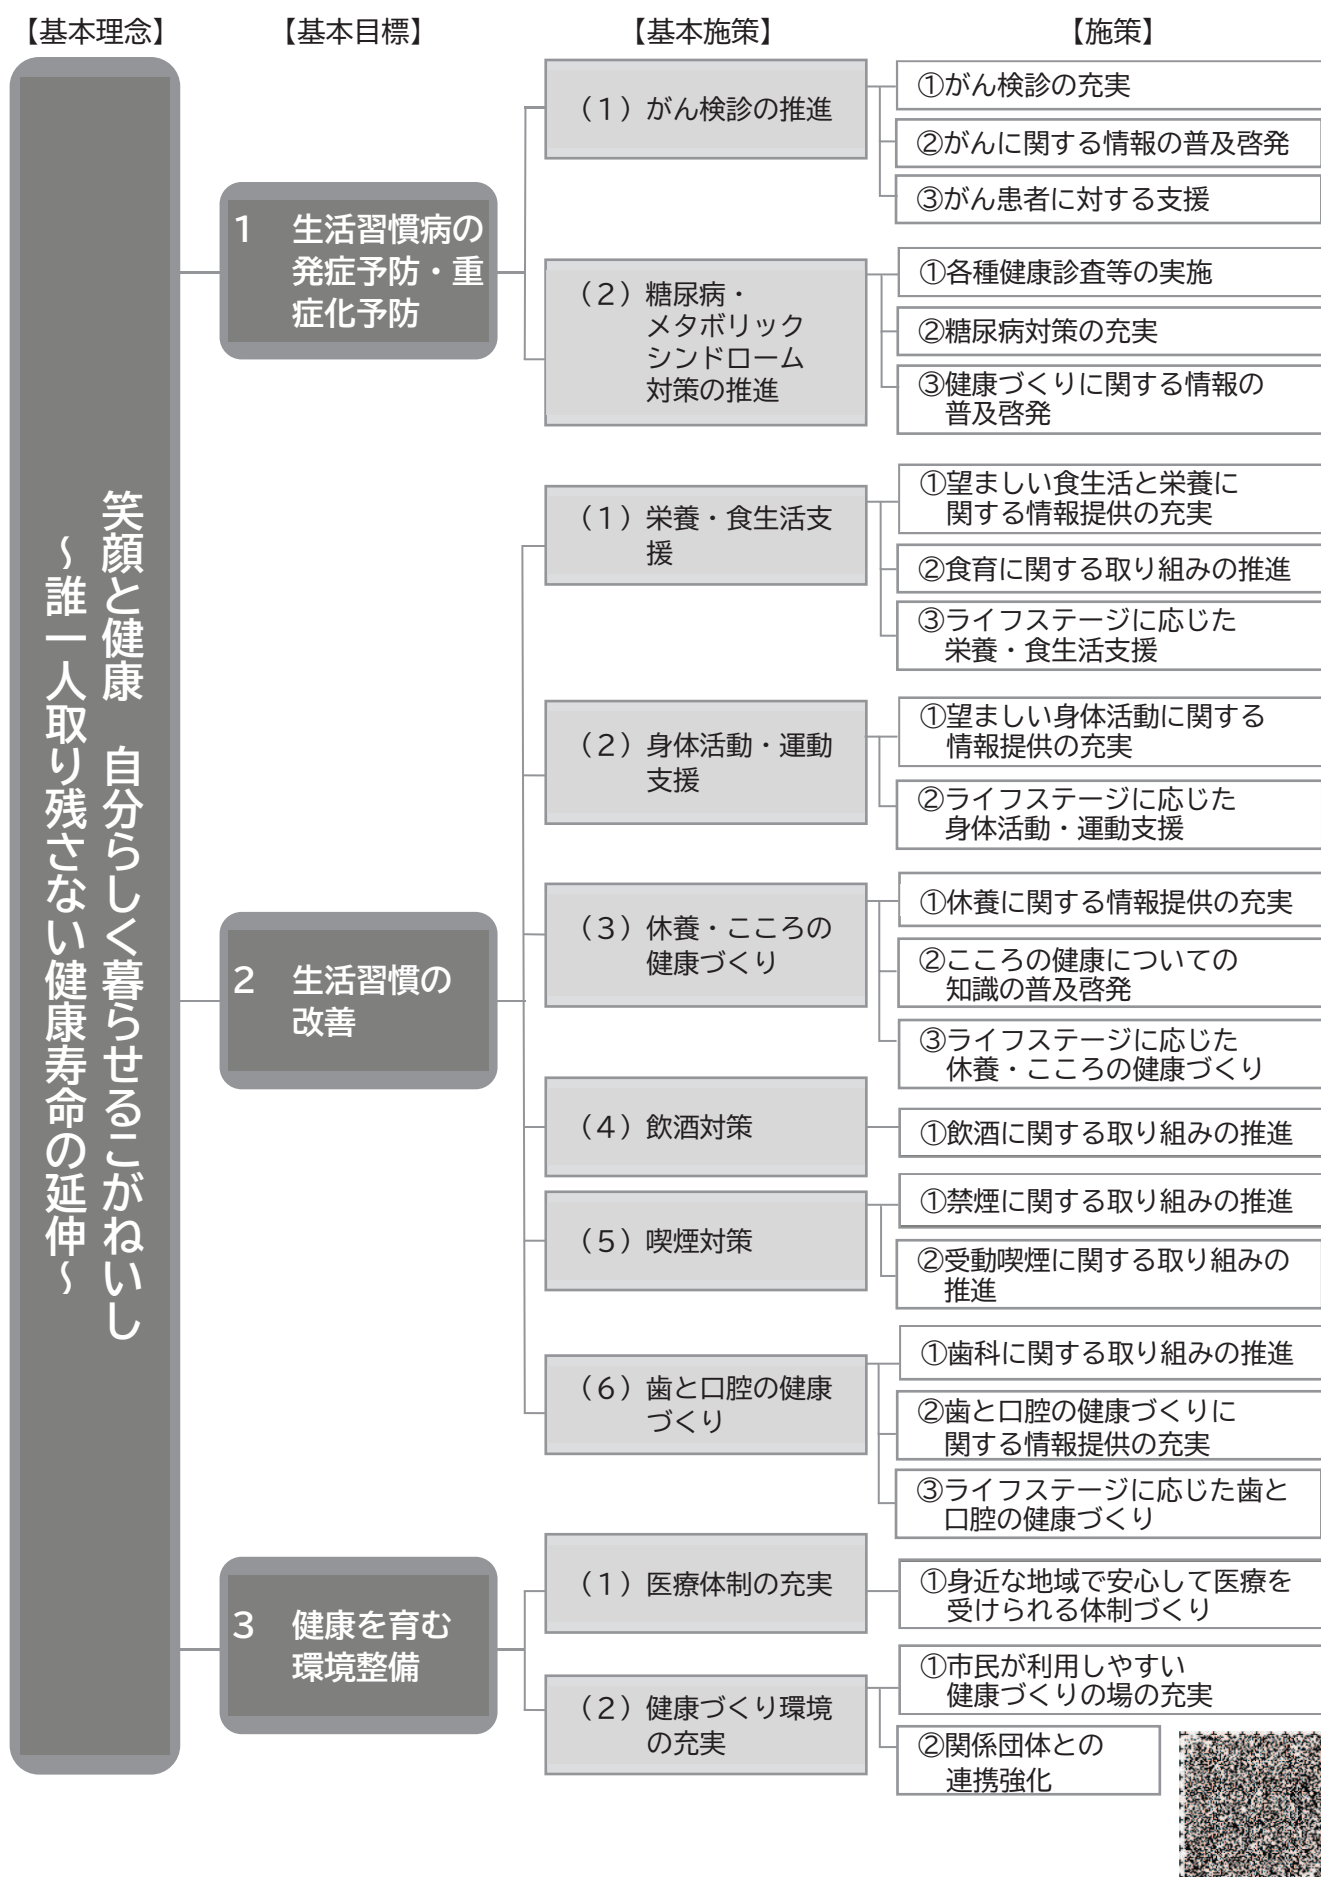 【基本理念】
【基本目標】
【基本施策】
【施策】
笑顔と健康　自分らしく暮らせるこがねいし
～誰一人取り残さない健康寿命の延伸～
1　生活習慣病の
発症予防・重
症化予防
（1）がん検診の推進
①がん検診の充実
②がんに関する情報の普及啓発
③がん患者に対する支援
（2）糖尿病・
メタボリック
シンドローム
対策の推進
①各種健康診査等の実施
②糖尿病対策の充実
③健康づくりに関する情報の
普及啓発
2　生活習慣の
改善
（1）栄養・食生活支
援
①望ましい食生活と栄養に
関する情報提供の充実
②食育に関する取り組みの推進
③ライフステージに応じた
栄養・食生活支援
（2）身体活動・運動
支援
①望ましい身体活動に関する
情報提供の充実
②ライフステージに応じた
身体活動・運動支援
（3）休養・こころの
健康づくり
①休養に関する情報提供の充実
②こころの健康についての
知識の普及啓発
③ライフステージに応じた
休養・こころの健康づくり
（4）飲酒対策
①飲酒に関する取り組みの推進
（5）喫煙対策
①禁煙に関する取り組みの推進
②受動喫煙に関する取り組みの
推進
（6）歯と口腔の健康
づくり
①歯科に関する取り組みの推進
②歯と口腔の健康づくりに
関する情報提供の充実
③ライフステージに応じた歯と
口腔の健康づくり
3　健康を育む
環境整備
（1）医療体制の充実
①身近な地域で安心して医療を
受けられる体制づくり
（2）健康づくり環境
の充実
①市民が利用しやすい
健康づくりの場の充実
②関係団体との
連携強化